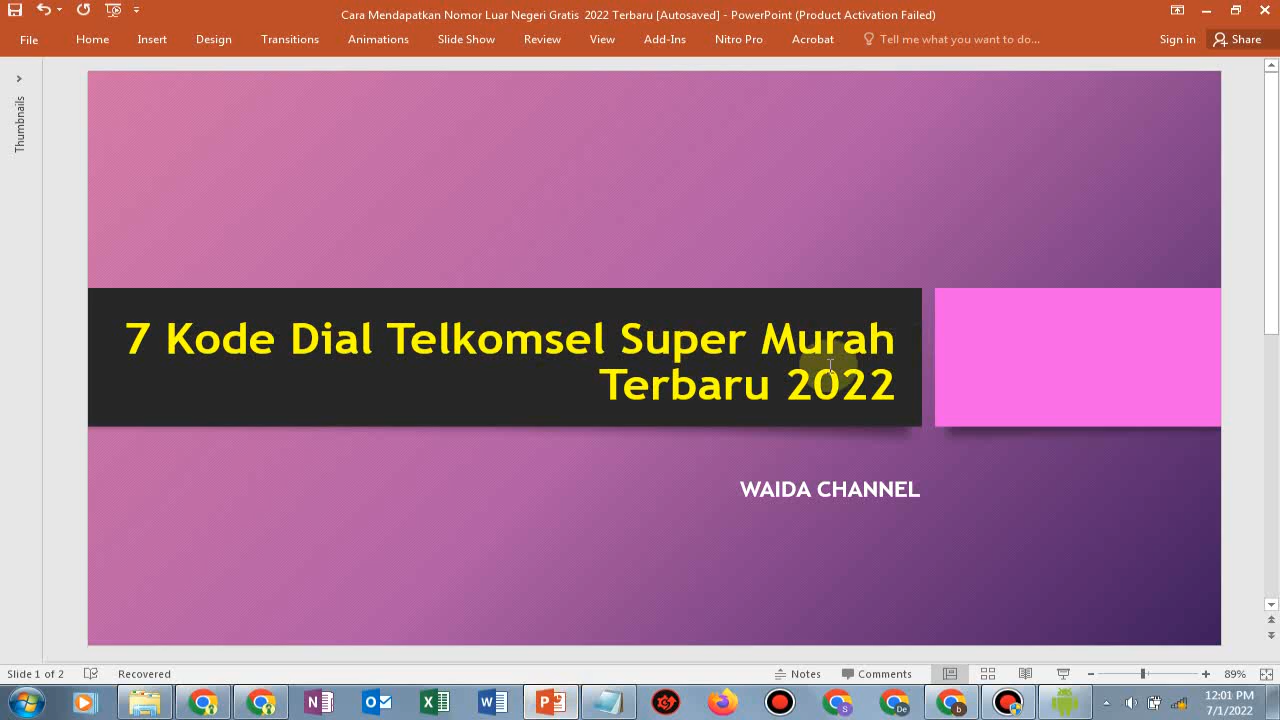 Cara Mendapatkan Nomor Luar Negeri Gratis  2022 Terbaru [Autosaved] - PowerPoint (Product Activation Failed)
File Home Insert Design Transitions Animations Slide Show Review View Add-Ins Nitro Pro Acrobat Tell me what you want to do... Sign in Share
Thumbnails
7 Kode Dial Telkomsel Super Murah
Terbaru 2022
WAIDA CHANNEL
Slide 1 of 2 Recovered Notes Comments 89%
12:01 PM
7/1/2022